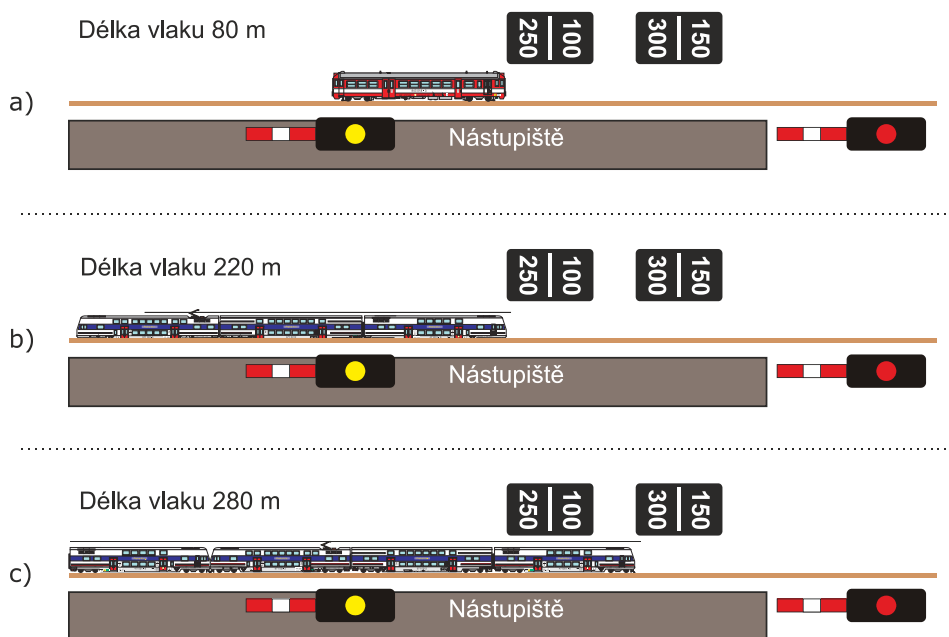 Délka vlaku 80 m
100
250
150
300
a)
Nástupiště
Délka vlaku 220 m
100
250
150
300
b)
Nástupiště
Délka vlaku 280 m
100
250
150
300
c)
Nástupiště